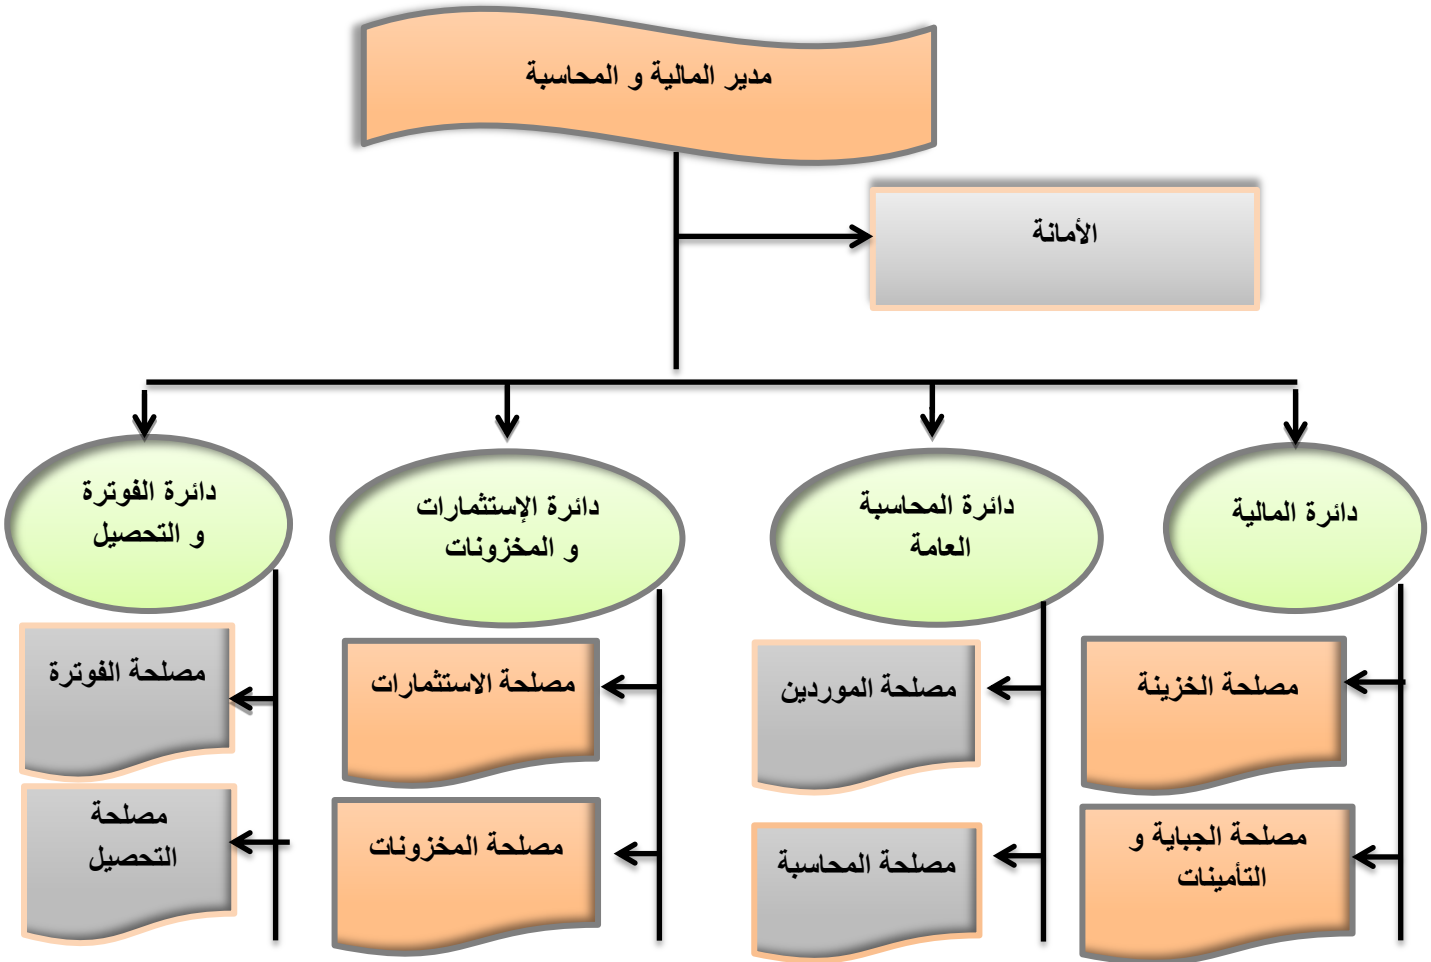 مدير المالية و المحاسبة
الأمانة
دائرة المالية
دائرة المحاسبة
العامة
دائرة الإستثمارات
و المخزونات
دائرة الفوترة
و التحصيل
مصلحة الخزينة
مصلحة الموردين
مصلحة الاستثمارات
مصلحة الفوترة
مصلحة الجباية و
التأمينات
مصلحة المحاسبة
مصلحة المخزونات
مصلحة
التحصيل